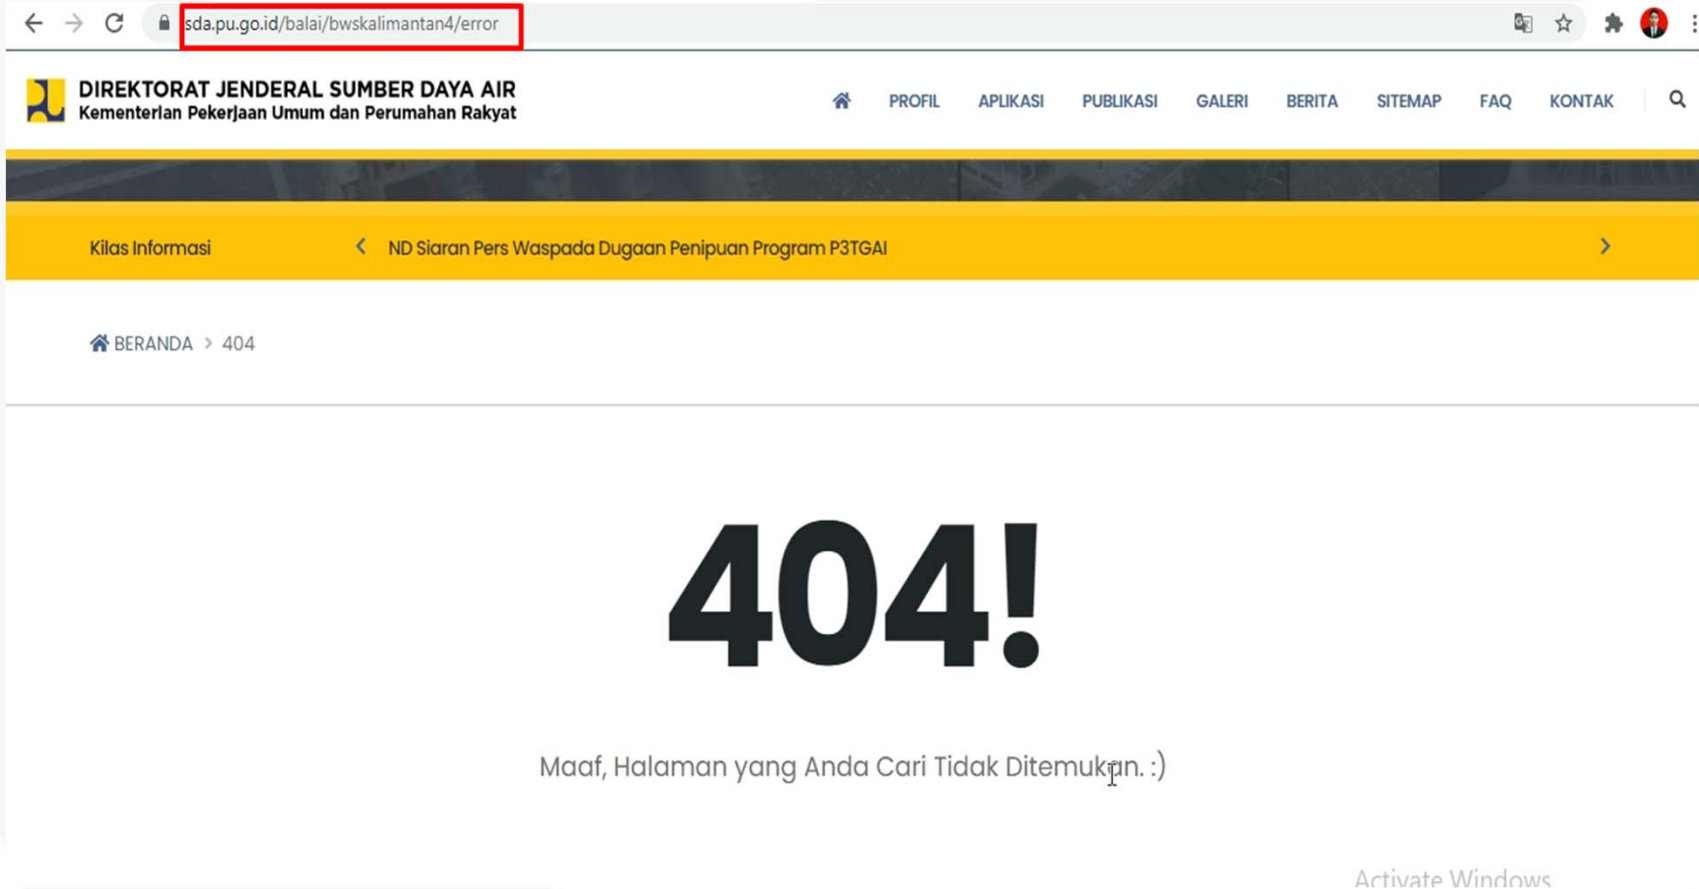 sda.pu.go.id/balai/bwskalimantan4/error
DIREKTORAT JENDERAL SUMBER DAYA AIR
Kementerian Pekerjaan Umum dan Perumahan Rakyat
PROFIL APLIKASI PUBLIKASI GALERI BERITA SITEMAP FAQ KONTAK
Kilas Informasi ND Siaran Pers Waspada Dugaan Penipuan Program P3TGAI
BERANDA > 404
404!
Maaf, Halaman yang Anda Cari Tidak Ditemukan. :)
Activate Windows